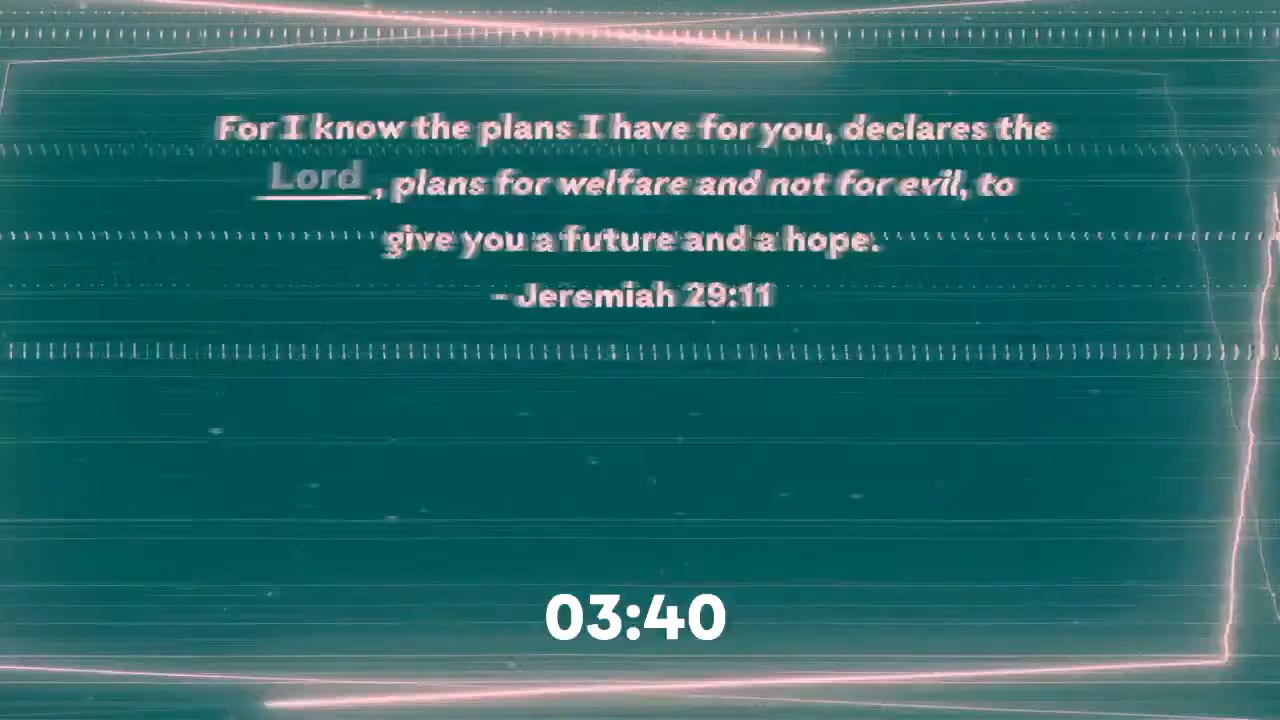 For I know the plans I have for you, declares the
Lord, plans for welfare and not for evil, to
give you a future and a hope.
- Jeremiah 29:11
03:40